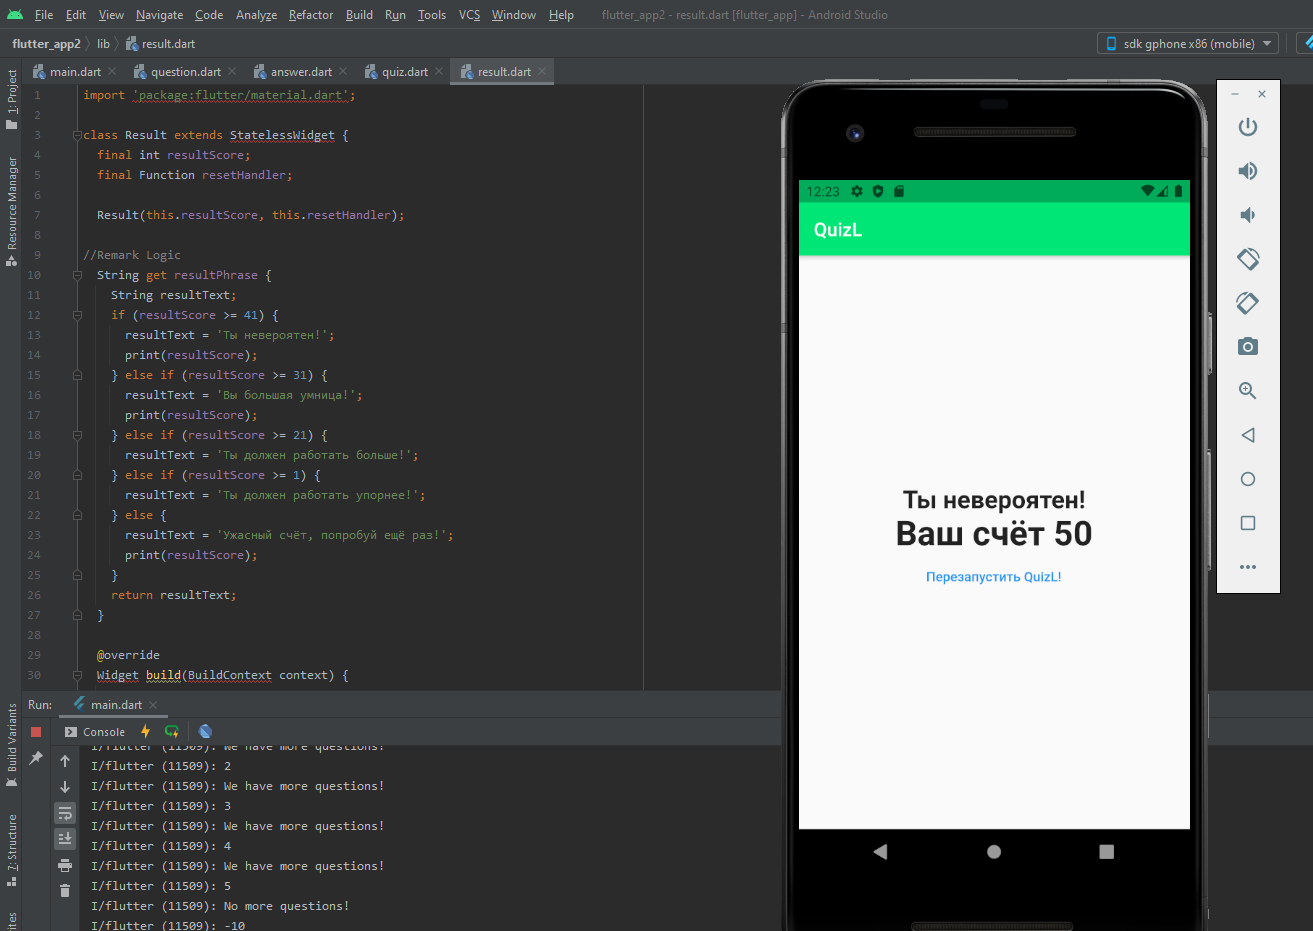 File Edit View Navigate Code Analyze Refactor Build Run Tools VCS Window Help flutter_app2 - result.dart [flutter_app] - Android Studio
flutter_app2 lib result.dart sdk gphone x86 (mobile)
main.dart question.dart answer.dart quiz.dart result.dart
1: Project
Resource Manager
1 import 'package:flutter/material.dart';
2
3 class Result extends StatelessWidget {
4 final int resultScore;
5 final Function resetHandler;
6
7 Result(this.resultScore, this.resetHandler);
8
9 //Remark Logic
10 String get resultPhrase {
11 String resultText;
12 if (resultScore >= 41) {
13 resultText = 'Ты невероятен!';
14 print(resultScore);
15 } else if (resultScore >= 31) {
16 resultText = 'Вы большая умница!';
17 print(resultScore);
18 } else if (resultScore >= 21) {
19 resultText = 'Ты должен работать больше!';
20 } else if (resultScore >= 1) {
21 resultText = 'Ты должен работать упорнее!';
22 } else {
23 resultText = 'Ужасный счёт, попробуй ещё раз!';
24 print(resultScore);
25 }
26 return resultText;
27 }
28
29 @override
30 Widget build(BuildContext context) {
12:23
QuizL
Ты невероятен!
Ваш счёт 50
Перезапустить QuizL!
Build Variants
Z: Structure
Run: main.dart
Console
I/flutter (11509): We have more questions!
I/flutter (11509): 2
I/flutter (11509): We have more questions!
I/flutter (11509): 3
I/flutter (11509): We have more questions!
I/flutter (11509): 4
I/flutter (11509): We have more questions!
I/flutter (11509): 5
I/flutter (11509): No more questions!
I/flutter (11509): -10